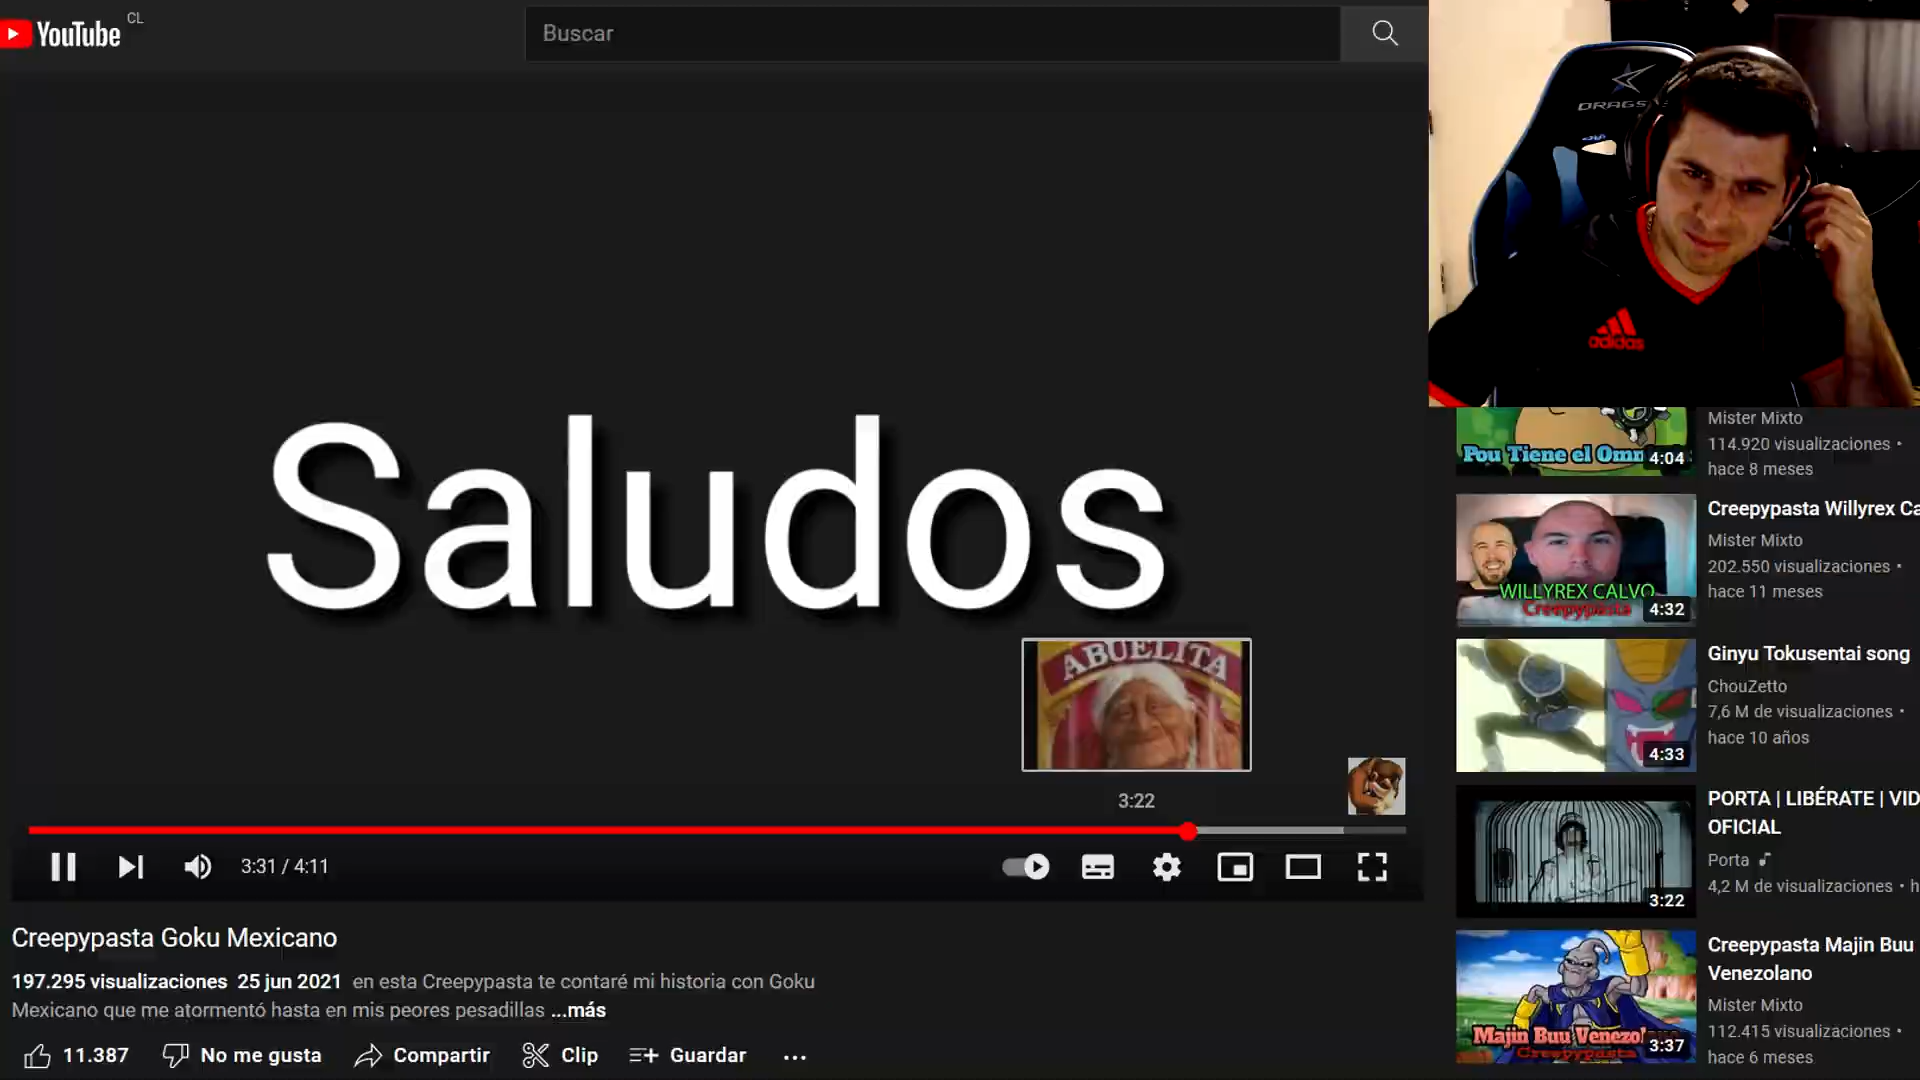 YouTube CL
Buscar
DRAGS
adidas
Saludos
ABUELITA
3:22
3:31 / 4:11
Creepypasta Goku Mexicano
197.295 visualizaciones 25 jun 2021 en esta Creepypasta te contaré mi historia con Goku
Mexicano que me atormentó hasta en mis peores pesadillas ...más
11.387 No me gusta Compartir Clip Guardar ...
Pou Tiene el Omn
4:04
Mister Mixto
114.920 visualizaciones •
hace 8 meses
WILLYREX CALVO
Creepypasta
4:32
Creepypasta Willyrex Ca
Mister Mixto
202.550 visualizaciones •
hace 11 meses
4:33
Ginyu Tokusentai song
ChouZetto
7,6 M de visualizaciones •
hace 10 años
3:22
PORTA | LIBÉRATE | VID
OFICIAL
Porta
4,2 M de visualizaciones • h
Majin Buu Venezol
Creepypasta
3:37
Creepypasta Majin Buu
Venezolano
Mister Mixto
112.415 visualizaciones •
hace 6 meses